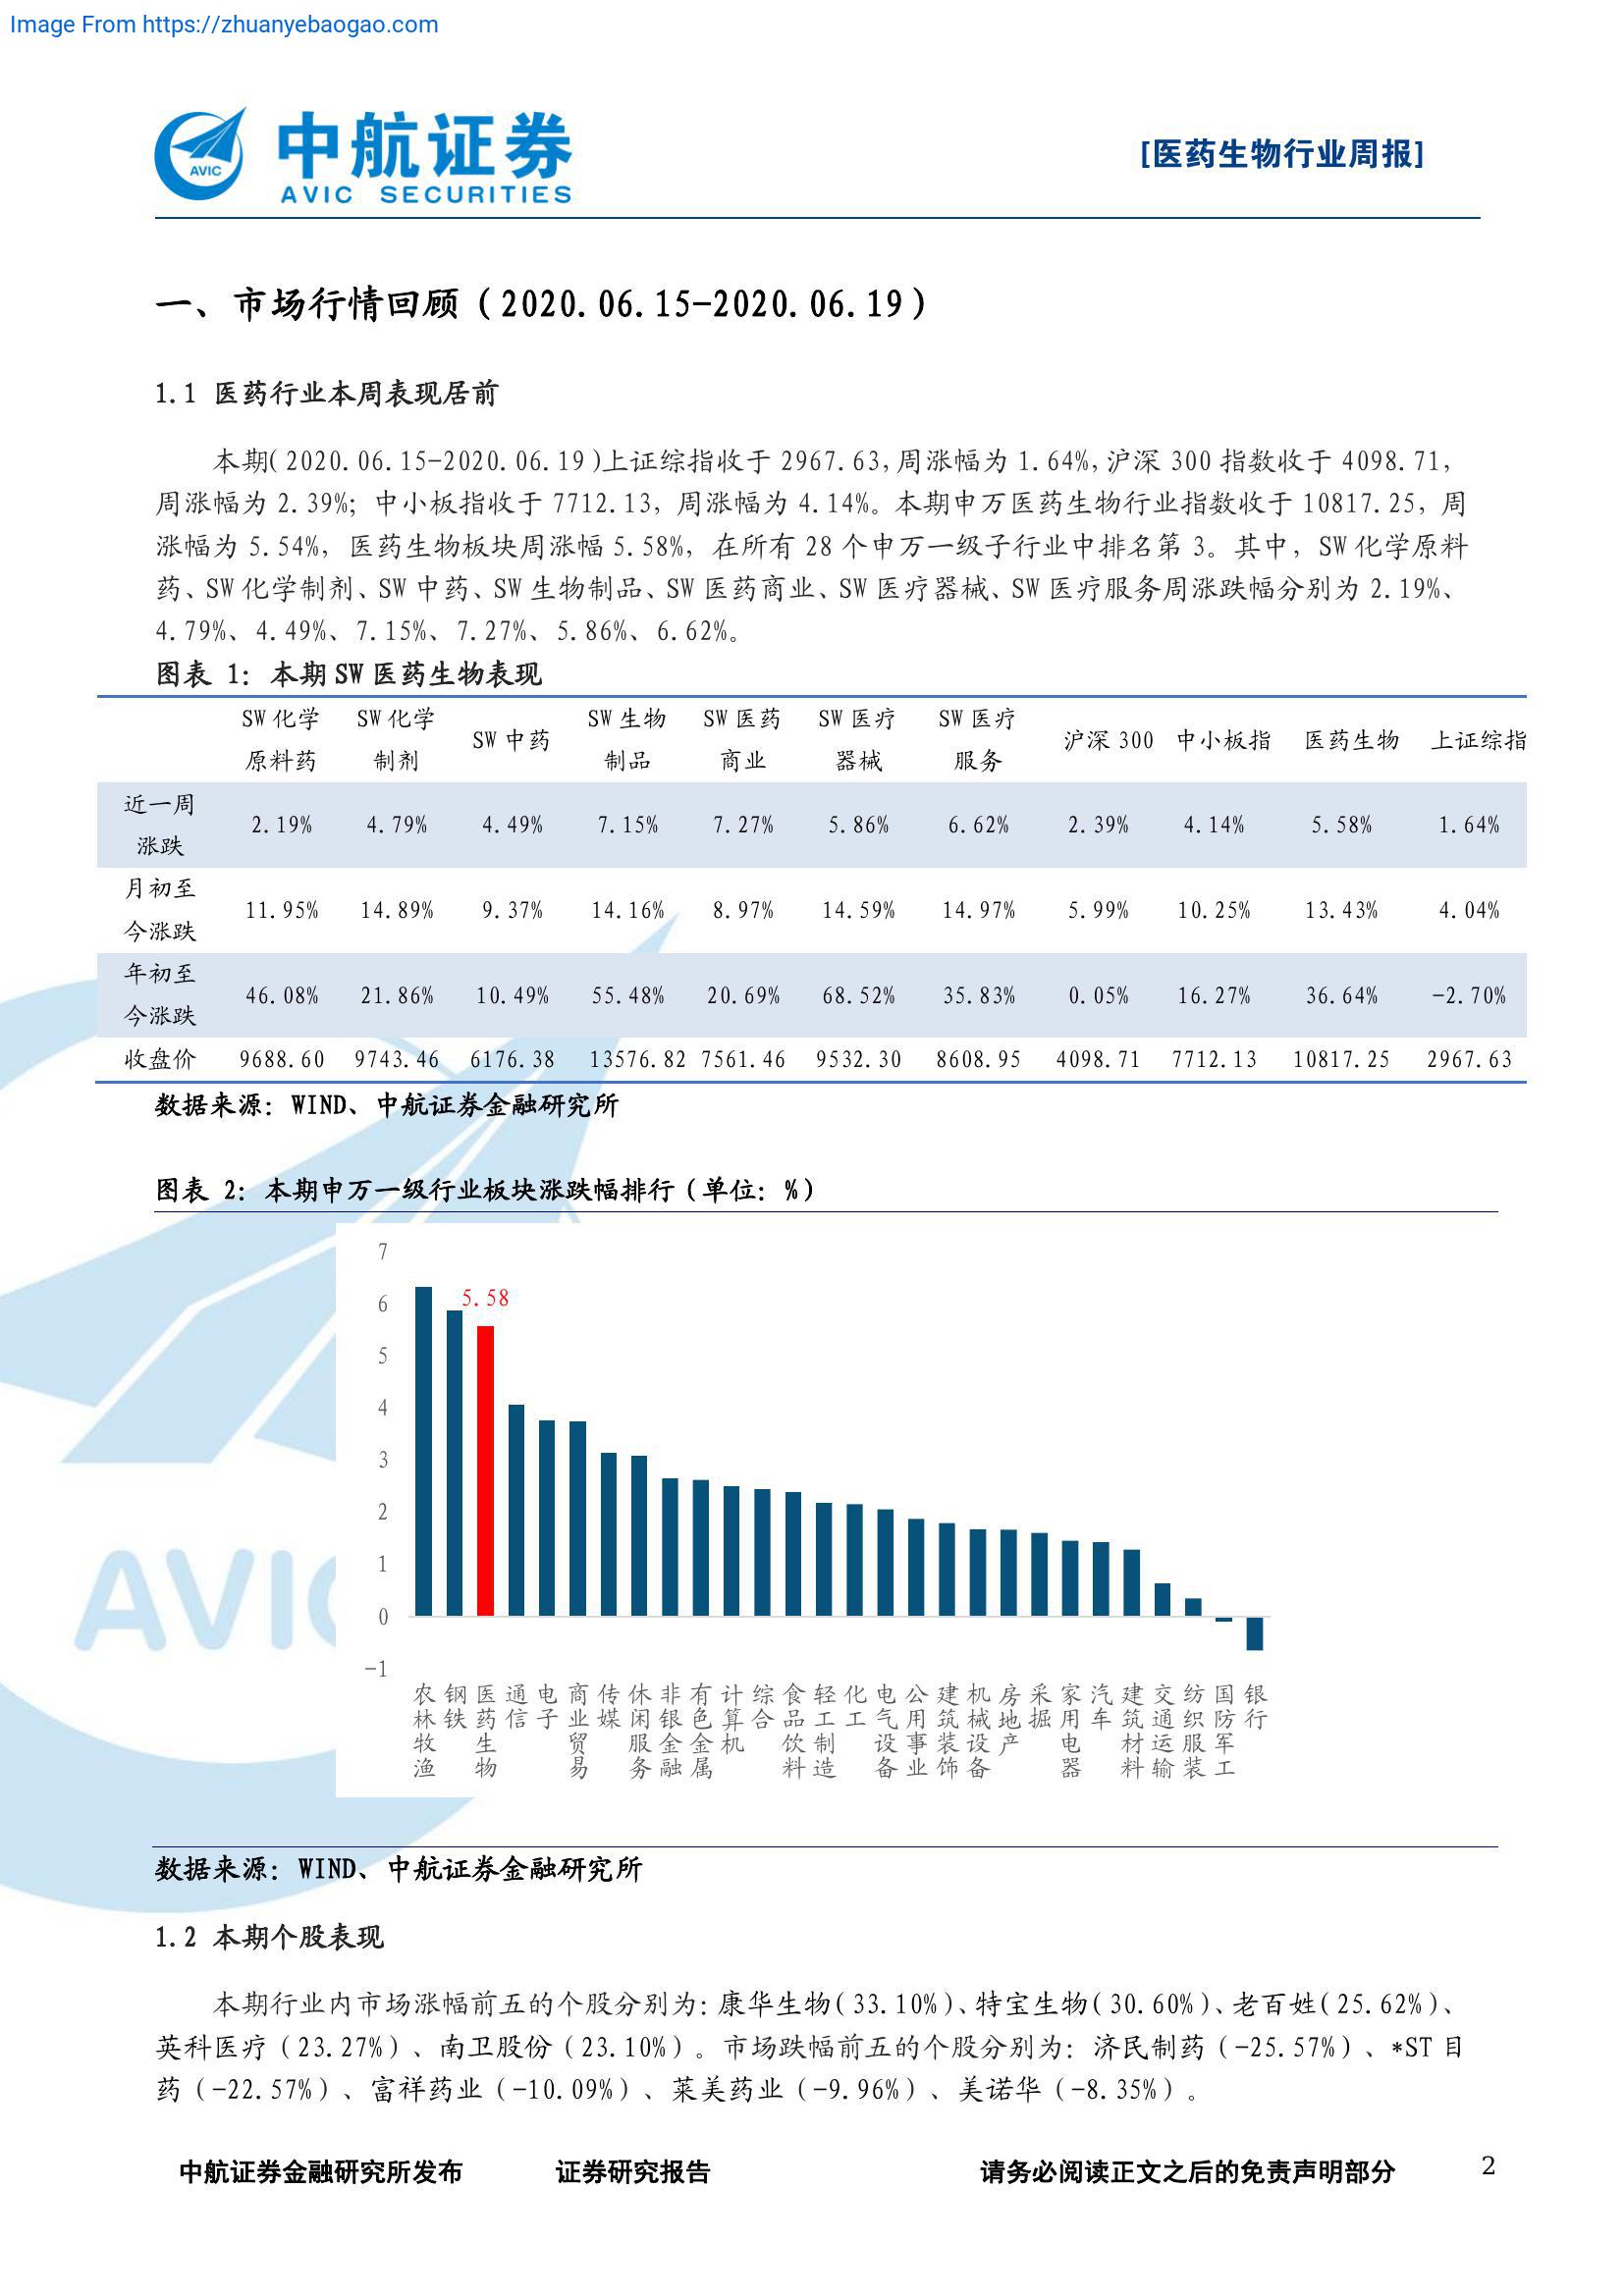 Image From https://zhuanyebaogao.com
中航证券
AVIC
AVIC SECURITIES
[医药生物行业周报]
一、市场行情回顾（2020.06.15-2020.06.19）
1.1 医药行业本周表现居前
本期(2020.06.15-2020.06.19)上证综指收于 2967.63,周涨幅为 1.64%,沪深 300 指数收于 4098.71,
周涨幅为 2.39%; 中小板指收于 7712.13, 周涨幅为 4.14%。本期申万医药生物行业指数收于 10817.25, 周
涨幅为 5.54%, 医药生物板块周涨幅 5.58%, 在所有 28 个申万一级子行业中排名第 3。其中, SW 化学原料
药、SW 化学制剂、SW 中药、SW 生物制品、SW 医药商业、SW 医疗器械、SW 医疗服务周涨跌幅分别为 2.19%、
4.79%、4.49%、7.15%、7.27%、5.86%、6.62%。
图表 1: 本期 SW 医药生物表现
SW 化学原料药 SW 化学制剂 SW 中药 SW 生物制品 SW 医药商业 SW 医疗器械 SW 医疗服务 沪深 300 中小板指 医药生物 上证综指
近一周涨跌 2.19% 4.79% 4.49% 7.15% 7.27% 5.86% 6.62% 2.39% 4.14% 5.58% 1.64%
月初至今涨跌 11.95% 14.89% 9.37% 14.16% 8.97% 14.59% 14.97% 5.99% 10.25% 13.43% 4.04%
年初至今涨跌 46.08% 21.86% 10.49% 55.48% 20.69% 68.52% 35.83% 0.05% 16.27% 36.64% -2.70%
收盘价 9688.60 9743.46 6176.38 13576.82 7561.46 9532.30 8608.95 4098.71 7712.13 10817.25 2967.63
数据来源: WIND、中航证券金融研究所
图表 2: 本期申万一级行业板块涨跌幅排行（单位: %）
7
6
5
4
3
2
1
0
-1
5.58
农林牧渔 钢铁 医药生物 通信 电子 商业贸易 传媒 休闲服务 非银金融 有色金属 计算机 综合 食品饮料 轻工制造 化工 电气设备 公用事业 建筑装饰 机械设备 房地产 采掘 家用电器 汽车 建筑材料 交通运输 纺织服装 国防军工 银行
AVIC
数据来源: WIND、中航证券金融研究所
1.2 本期个股表现
本期行业内市场涨幅前五的个股分别为: 康华生物(33.10%)、特宝生物(30.60%)、老百姓(25.62%)、
英科医疗（23.27%）、南卫股份（23.10%）。市场跌幅前五的个股分别为: 济民制药（-25.57%）、*ST 目
药（-22.57%）、富祥药业（-10.09%）、莱美药业（-9.96%）、美诺华（-8.35%）。
中航证券金融研究所发布 证券研究报告 请务必阅读正文之后的免责声明部分 2